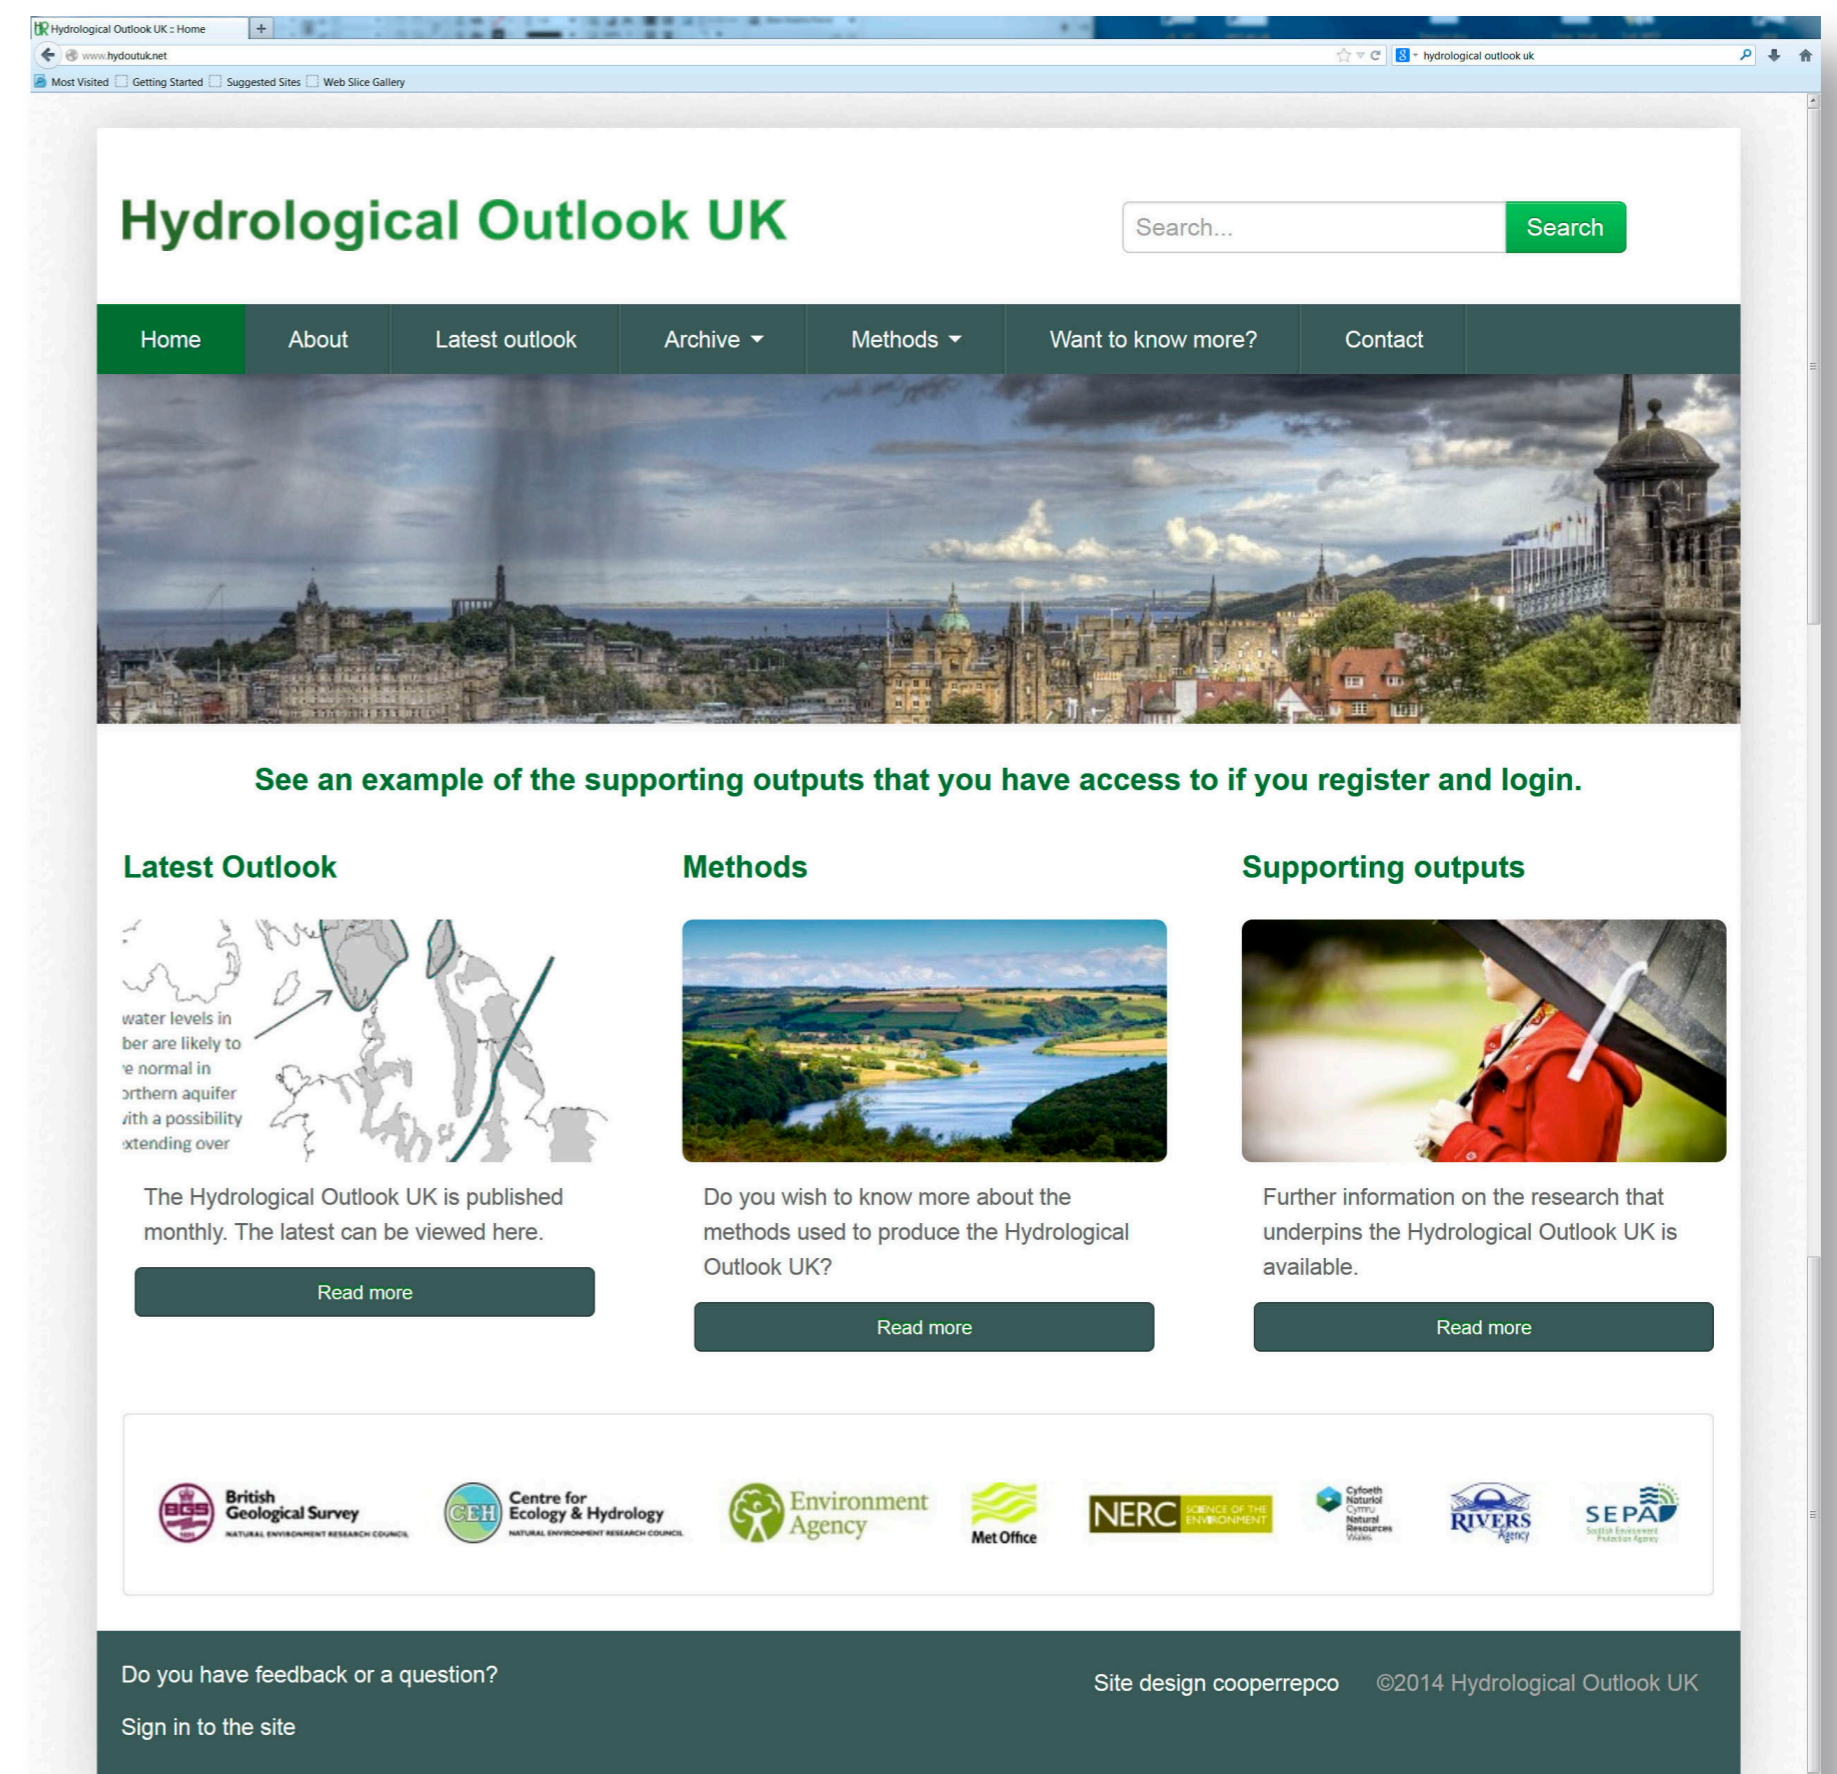 Hydrological Outlook UK :: Home
www.hydoutuk.net
hydrological outlook uk
Most Visited Getting Started Suggested Sites Web Slice Gallery
Hydrological Outlook UK
Search...
Search
Home About Latest outlook Archive Methods Want to know more? Contact
See an example of the supporting outputs that you have access to if you register and login.
Latest Outlook
water levels in
ber are likely to
e normal in
orthern aquifer
with a possibility
extending over
The Hydrological Outlook UK is published
monthly. The latest can be viewed here.
Read more
Methods
Do you wish to know more about the
methods used to produce the Hydrological
Outlook UK?
Read more
Supporting outputs
Further information on the research that
underpins the Hydrological Outlook UK is
available.
Read more
BGS
British
Geological Survey
NATURAL ENVIRONMENT RESEARCH COUNCIL
CEH
Centre for
Ecology & Hydrology
NATURAL ENVIRONMENT RESEARCH COUNCIL
Environment
Agency
Met Office
NERC SCIENCE OF THE
ENVIRONMENT
Cyfoeth
Naturiol
Cymru
Natural
Resources
Wales
RIVERS
Agency
SEPA
Scottish Environment
Protection Agency
Do you have feedback or a question?
Sign in to the site
Site design cooperrepco ©2014 Hydrological Outlook UK